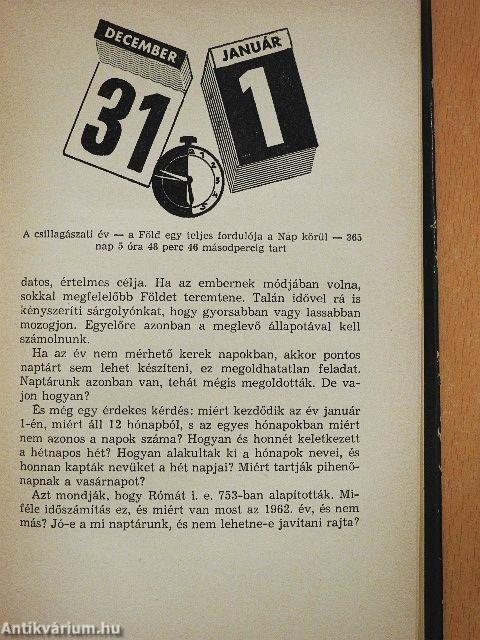 DECEMBER
31
JANUÁR
1
A csillagászati év — a Föld egy teljes fordulója a Nap körül — 365
nap 5 óra 48 perc 46 másodpercig tart
datos, értelmes célja. Ha az embernek módjában volna,
sokkal megfelelőbb Földet teremtene. Talán idővel rá is
kényszeríti sárgolyónkat, hogy gyorsabban vagy lassabban
mozogjon. Egyelőre azonban a meglevő állapotával kell
számolnunk.
Ha az év nem mérhető kerek napokban, akkor pontos
naptárt sem lehet készíteni, ez megoldhatatlan feladat.
Naptárunk azonban van, tehát mégis megoldották. De va-
jon hogyan?
És még egy érdekes kérdés: miért kezdődik az év január
1-én, miért áll 12 hónapból, s az egyes hónapokban miért
nem azonos a napok száma? Hogyan és honnét keletkezett
a hétnapos hét? Hogyan alakultak ki a hónapok nevei, és
honnan kapták nevüket a hét napjai? Miért tartják pihenő-
napnak a vasárnapot?
Azt mondják, hogy Rómát i. e. 753-ban alapították. Mi-
féle időszámítás ez, és miért van most az 1962. év, és nem
más? Jó-e a mi naptárunk, és nem lehetne-e javítani rajta?
Antikvárium.hu